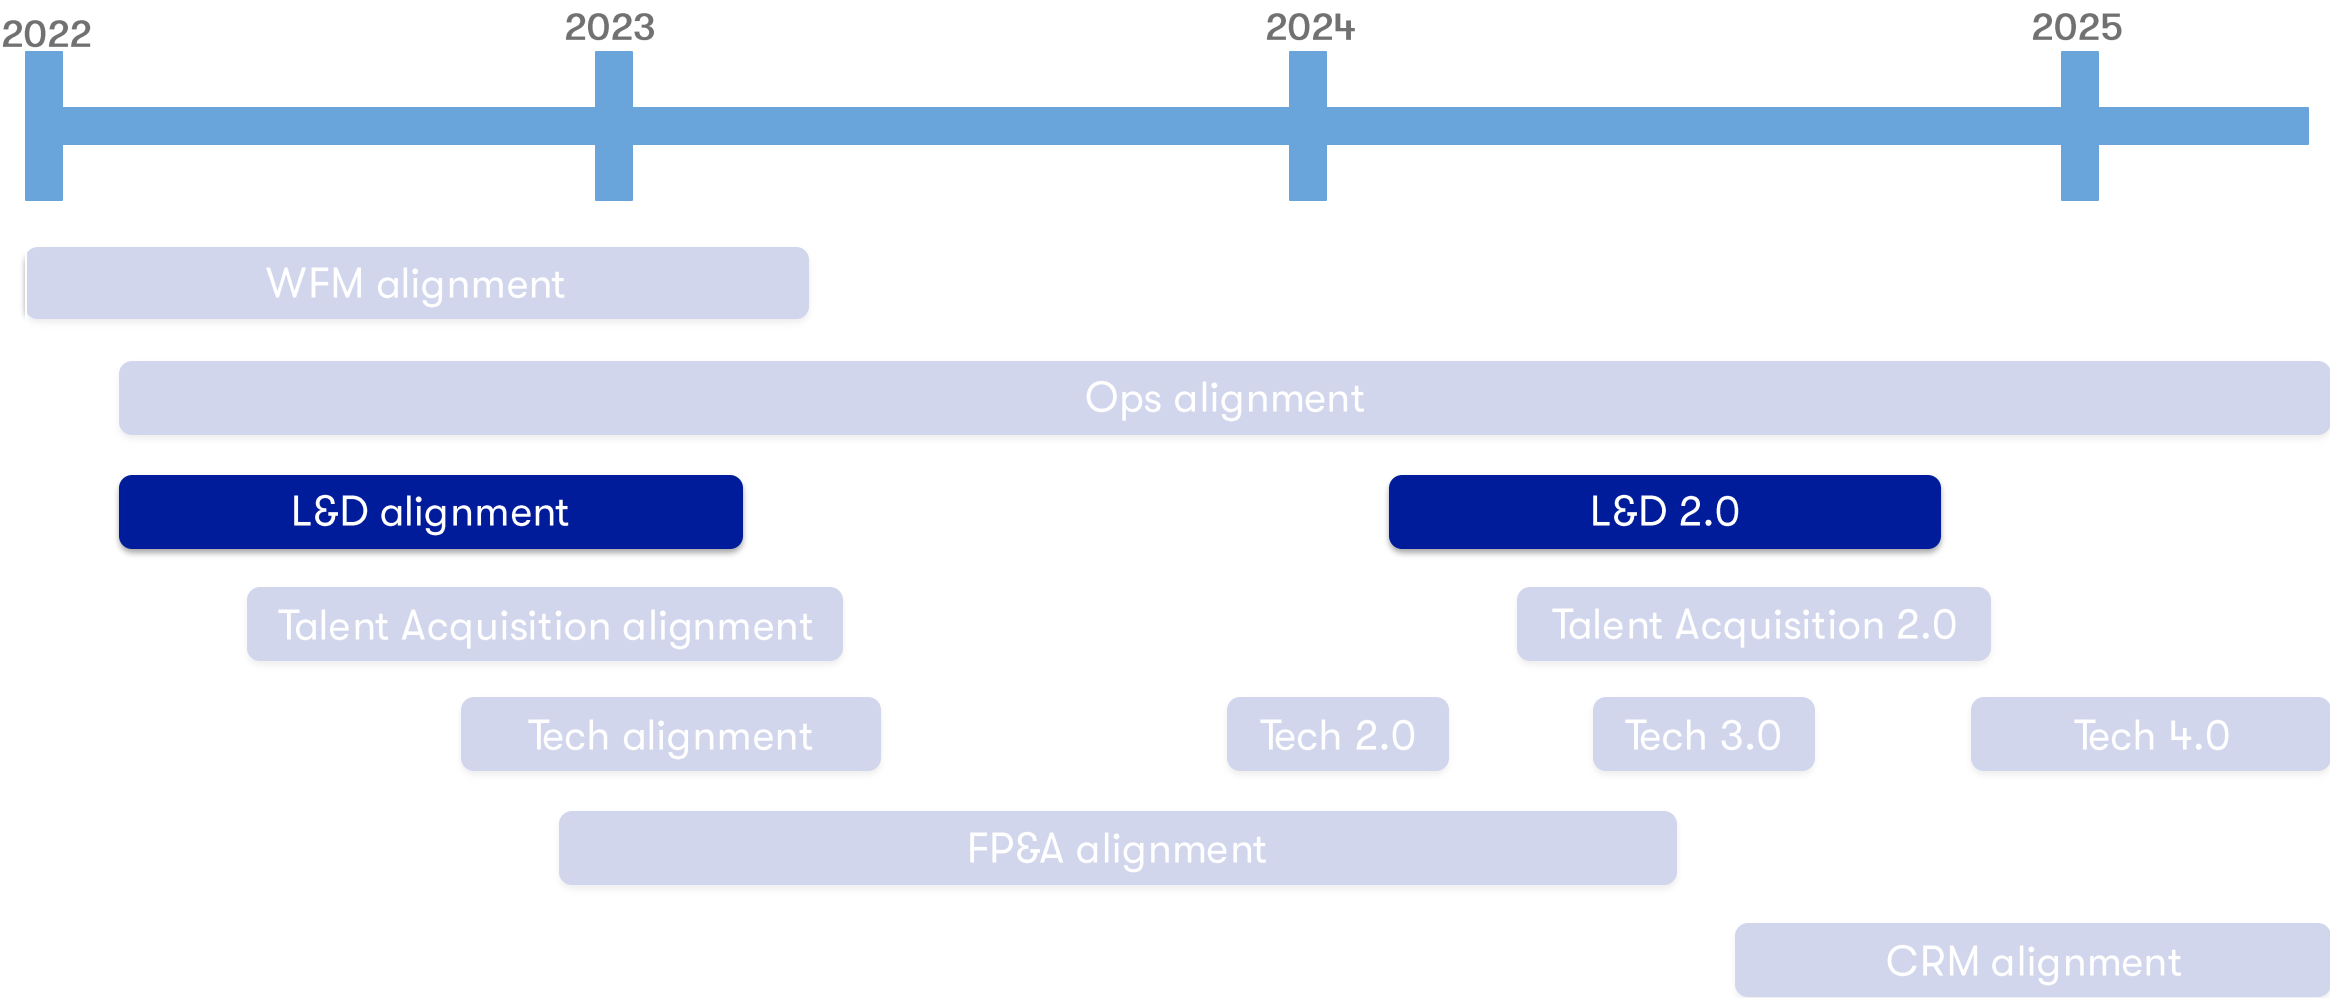 2022
2023
2024
2025
WFM alignment
Ops alignment
L&D alignment
L&D 2.0
Talent Acquisition alignment
Talent Acquisition 2.0
Tech alignment
Tech 2.0
Tech 3.0
Tech 4.0
FP&A alignment
CRM alignment